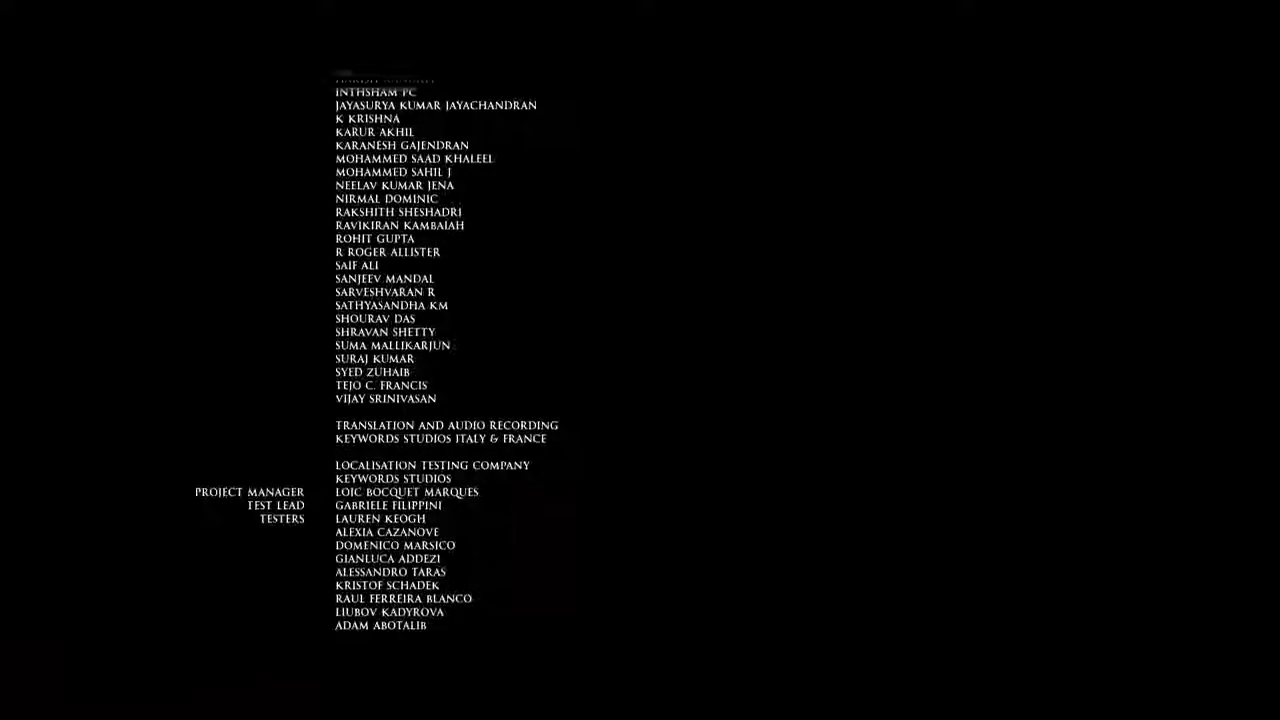 INTHSHAM PC
JAYASURYA KUMAR JAYACHANDRAN
K KRISHNA
KARUR AKHIL
KARANESH GAJENDRAN
MOHAMMED SAAD KHALEEL
MOHAMMED SAHIL J
NEELAV KUMAR JENA
NIRMAL DOMINIC
RAKSHITH SHESHADRI
RAVIKIRAN KAMBAIAH
ROHIT GUPTA
R ROGER ALLISTER
SAIF ALI
SANJEEV MANDAL
SARVESHVARAN R
SATHYASANDHA KM
SHOURAV DAS
SHRAVAN SHETTY
SUMA MALLIKARJUN
SURAJ KUMAR
SYED ZUHAIB
TEJO C. FRANCIS
VIJAY SRINIVASAN
TRANSLATION AND AUDIO RECORDING
KEYWORDS STUDIOS ITALY & FRANCE
LOCALISATION TESTING COMPANY
KEYWORDS STUDIOS
PROJECT MANAGER LOIC BOCQUET MARQUES
TEST LEAD GABRIELE FILIPPINI
TESTERS LAUREN KEOGH
ALEXIA CAZANOVE
DOMENICO MARSICO
GIANLUCA ADDEZI
ALESSANDRO TARAS
KRISTOF SCHADEK
RAUL FERREIRA BLANCO
LIUBOV KADYROVA
ADAM ABOTALIB